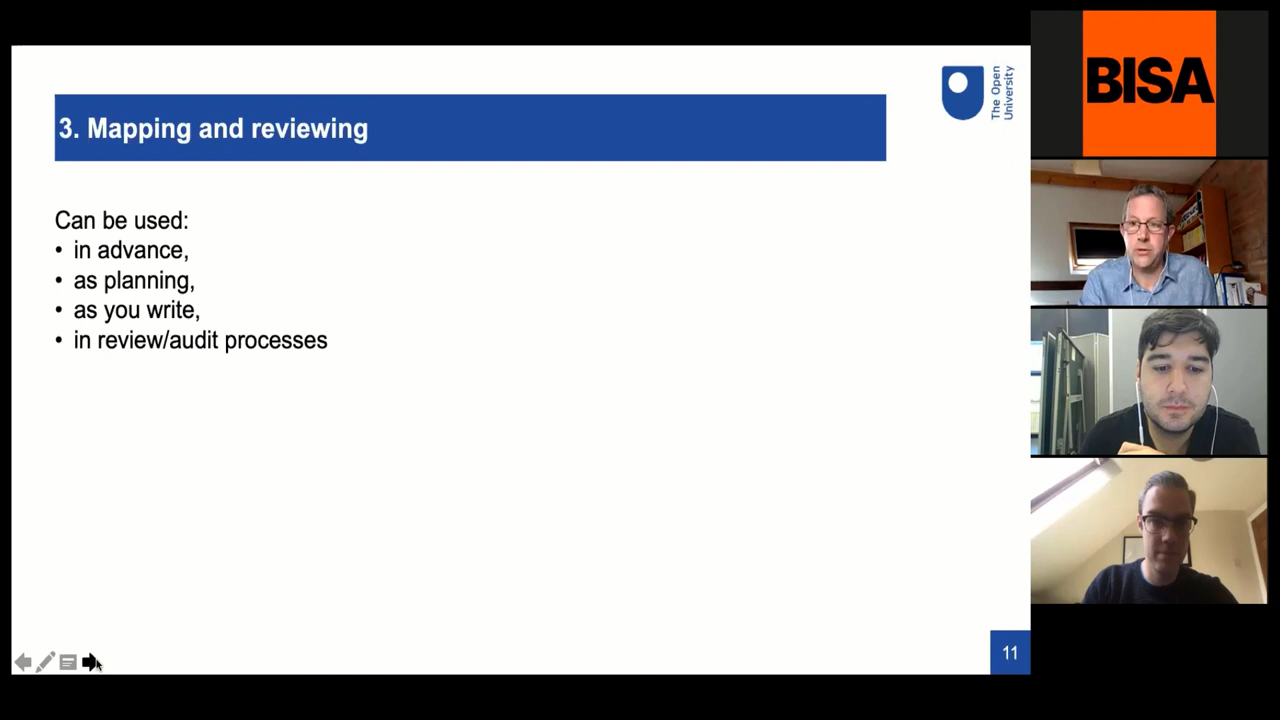 3. Mapping and reviewing
The Open
University
BISA
Can be used:
• in advance,
• as planning,
• as you write,
• in review/audit processes
11